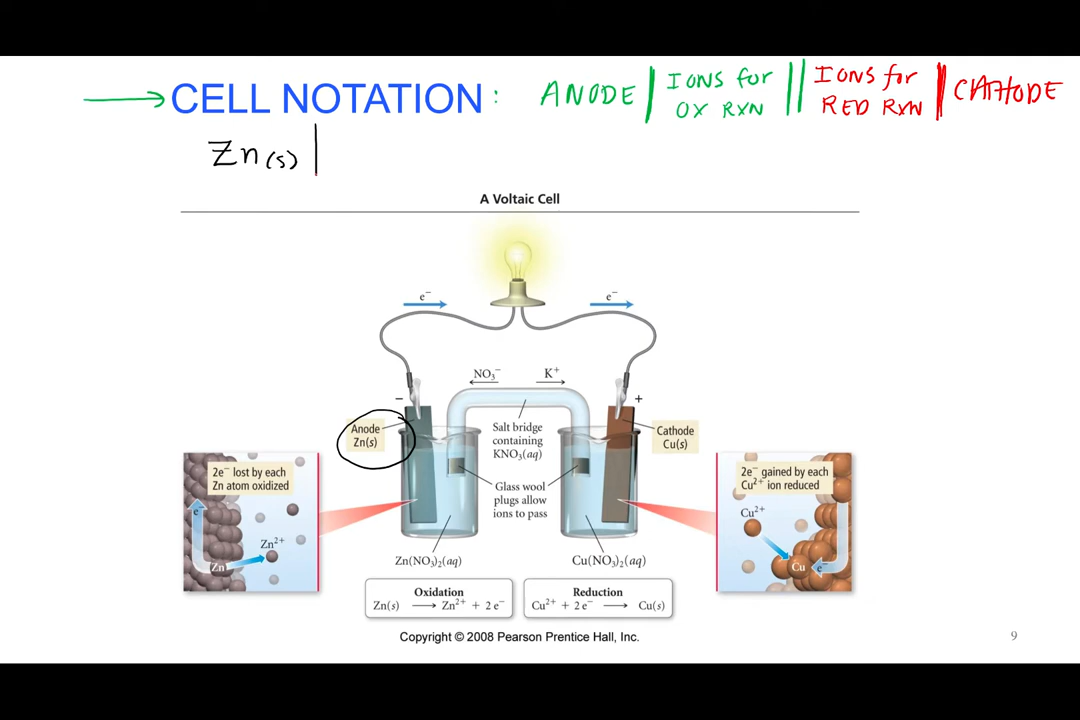 → CELL NOTATION: ANODE | IONS for OX RXN || IONS for RED RXN || CATHODE
Zn(s) |
A Voltaic Cell
e⁻ e⁻
NO₃⁻ K⁺
− +
Anode
Zn(s)
Salt bridge
containing
KNO₃(aq)
Cathode
Cu(s)
2e⁻ lost by each
Zn atom oxidized
e⁻
Zn²⁺
Zn
Glass wool
plugs allow
ions to pass
2e⁻ gained by each
Cu²⁺ ion reduced
Cu²⁺
Cu
e⁻
Zn(NO₃)₂(aq)
Cu(NO₃)₂(aq)
Oxidation
Zn(s) ⟶ Zn²⁺ + 2 e⁻
Reduction
Cu²⁺ + 2 e⁻ ⟶ Cu(s)
Copyright © 2008 Pearson Prentice Hall, Inc.
9